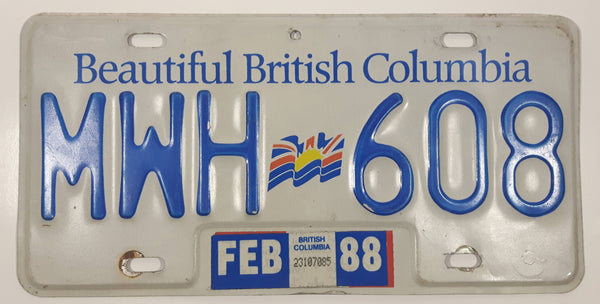 Beautiful British Columbia
MWH 608
FEB BRITISH COLUMBIA 88
23107085